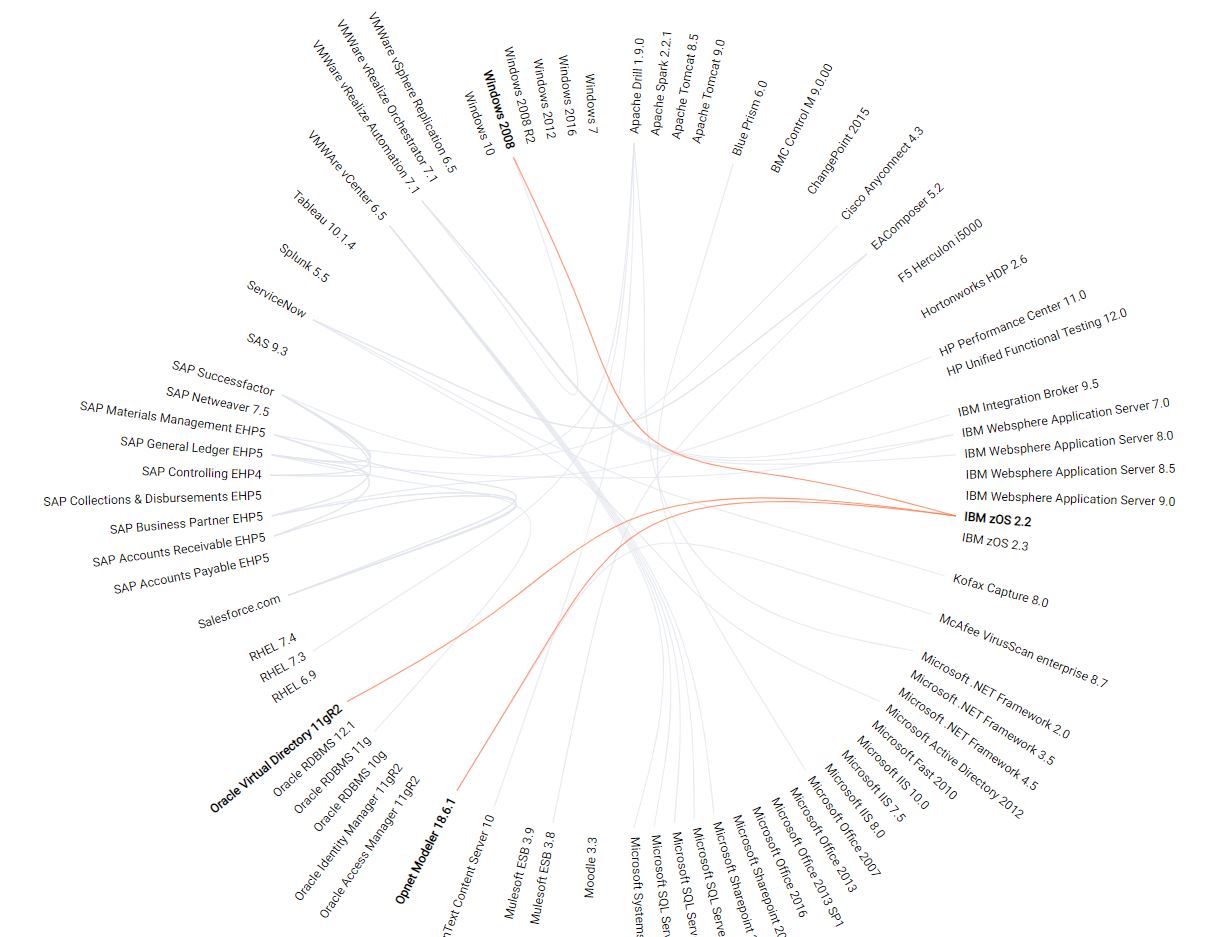 Apache Drill 1.9.0
Apache Spark 2.2.1
Apache Tomcat 8.5
Apache Tomcat 9.0
Blue Prism 6.0
BMC Control M 9.0.00
ChangePoint 2015
Cisco Anyconnect 4.3
EAComposer 5.2
F5 Herculon i5000
Hortonworks HDP 2.6
HP Performance Center 11.0
HP Unified Functional Testing 12.0
IBM Integration Broker 9.5
IBM Websphere Application Server 7.0
IBM Websphere Application Server 8.0
IBM Websphere Application Server 8.5
IBM Websphere Application Server 9.0
IBM zOS 2.2
IBM zOS 2.3
Kofax Capture 8.0
McAfee VirusScan enterprise 8.7
Microsoft .NET Framework 2.0
Microsoft .NET Framework 3.5
Microsoft .NET Framework 4.5
Microsoft Active Directory 2012
Microsoft Fast 2010
Microsoft IIS 10.0
Microsoft IIS 7.5
Microsoft IIS 8.0
Microsoft Office 2007
Microsoft Office 2013
Microsoft Office 2013 SP1
Microsoft Office 2016
Microsoft Sharepoint 20
Microsoft Sharepoint
Microsoft SQL Serve
Microsoft SQL Serv
Microsoft SQL Serv
Microsoft Systems
Moodle 3.3
Mulesoft ESB 3.8
Mulesoft ESB 3.9
nText Content Server 10
Opnet Modeler 18.6.1
Oracle Access Manager 11gR2
Oracle Identity Manager 11gR2
Oracle RDBMS 10g
Oracle RDBMS 11g
Oracle RDBMS 12.1
Oracle Virtual Directory 11gR2
RHEL 6.9
RHEL 7.3
RHEL 7.4
Salesforce.com
SAP Accounts Payable EHP5
SAP Accounts Receivable EHP5
SAP Business Partner EHP5
SAP Collections & Disbursements EHP5
SAP Controlling EHP4
SAP General Ledger EHP5
SAP Materials Management EHP5
SAP Netweaver 7.5
SAP Successfactor
SAS 9.3
ServiceNow
Splunk 5.5
Tableau 10.1.4
VMWAre vCenter 6.5
VMWare vRealize Automation 7.1
VMWare vRealize Orchestrator 7.1
VMWare vSphere Replication 6.5
Windows 10
Windows 2008
Windows 2008 R2
Windows 2012
Windows 2016
Windows 7